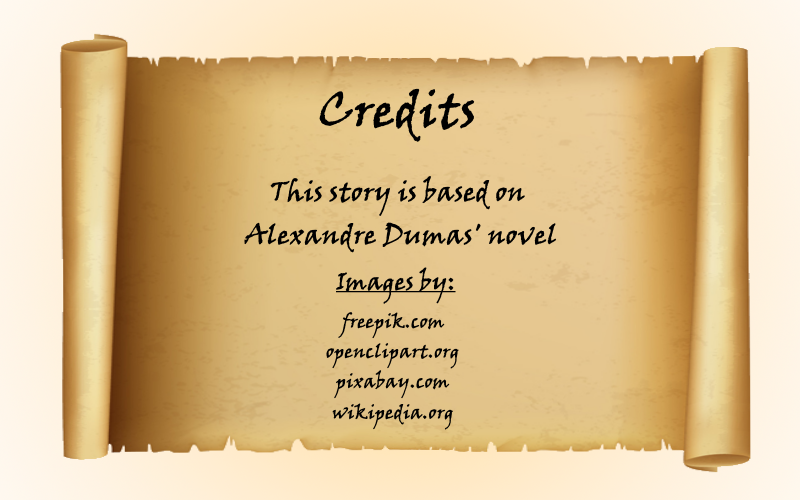 Credits
This story is based on
Alexandre Dumas' novel
Images by:
freepik.com
openclipart.org
pixabay.com
wikipedia.org